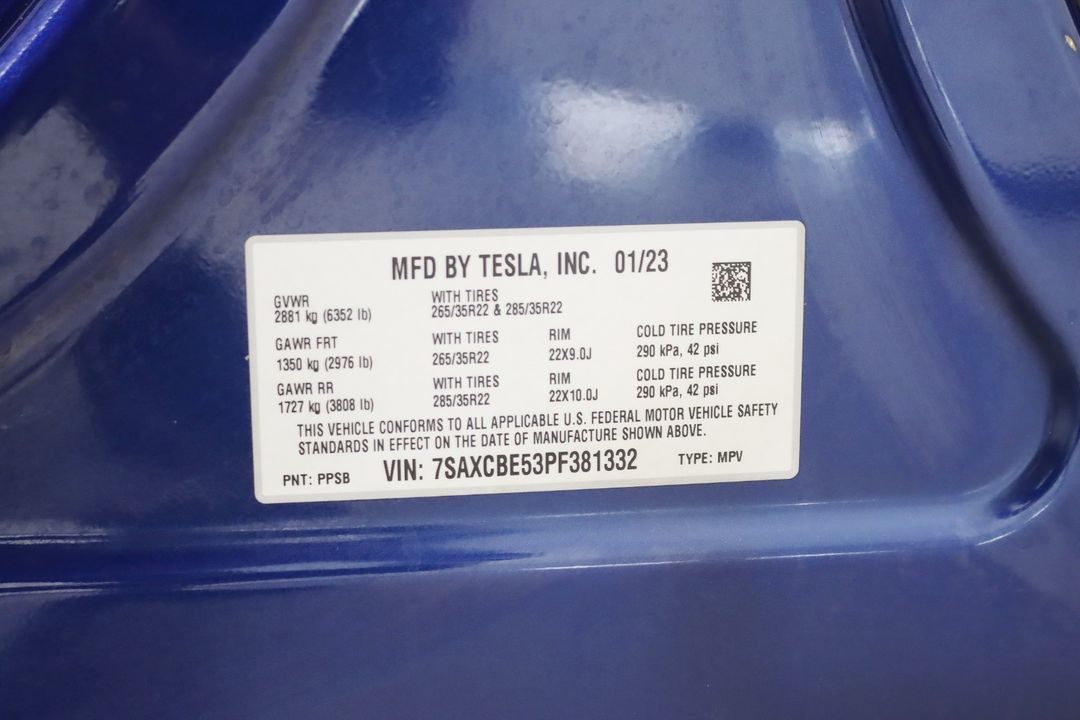 MFD BY TESLA, INC. 01/23
GVWR
2881 kg (6352 lb)
WITH TIRES
265/35R22 & 285/35R22
GAWR FRT
1350 kg (2976 lb)
WITH TIRES
265/35R22
RIM
22X9.0J
COLD TIRE PRESSURE
290 kPa, 42 psi
GAWR RR
1727 kg (3808 lb)
WITH TIRES
285/35R22
RIM
22X10.0J
COLD TIRE PRESSURE
290 kPa, 42 psi
THIS VEHICLE CONFORMS TO ALL APPLICABLE U.S. FEDERAL MOTOR VEHICLE SAFETY
STANDARDS IN EFFECT ON THE DATE OF MANUFACTURE SHOWN ABOVE.
PNT: PPSB VIN: 7SAXCBE53PF381332 TYPE: MPV